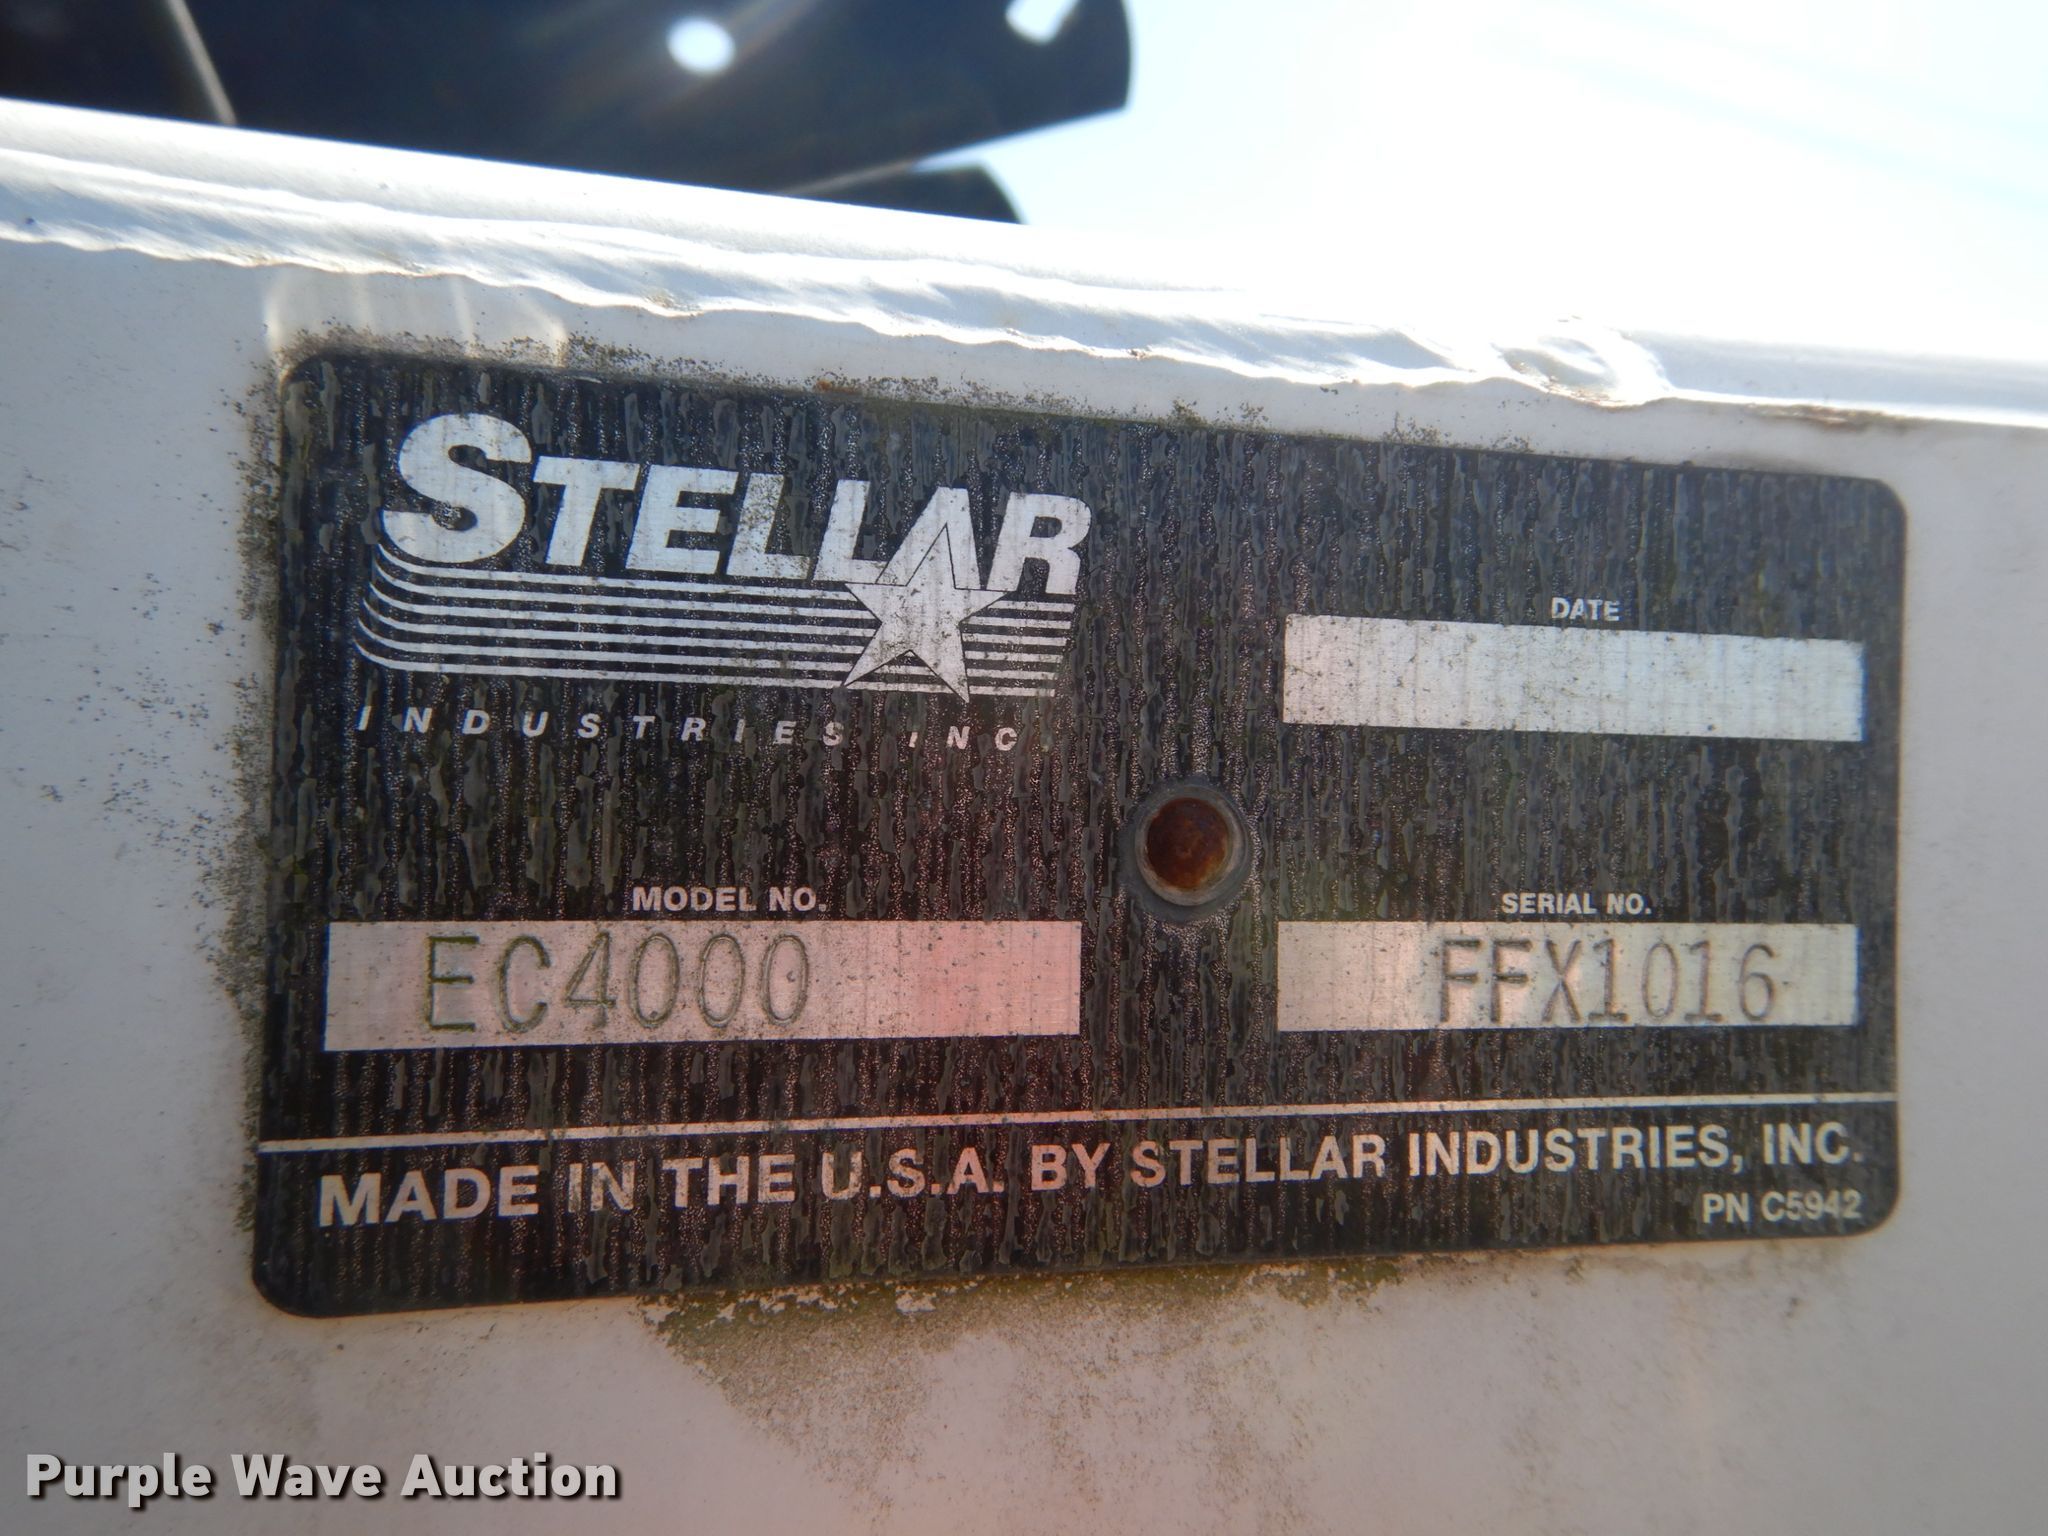 STELLAR
INDUSTRIES INC.
DATE
MODEL NO.
SERIAL NO.
EC4000
FFX1016
MADE IN THE U.S.A. BY STELLAR INDUSTRIES, INC.
PN C5942
Purple Wave Auction